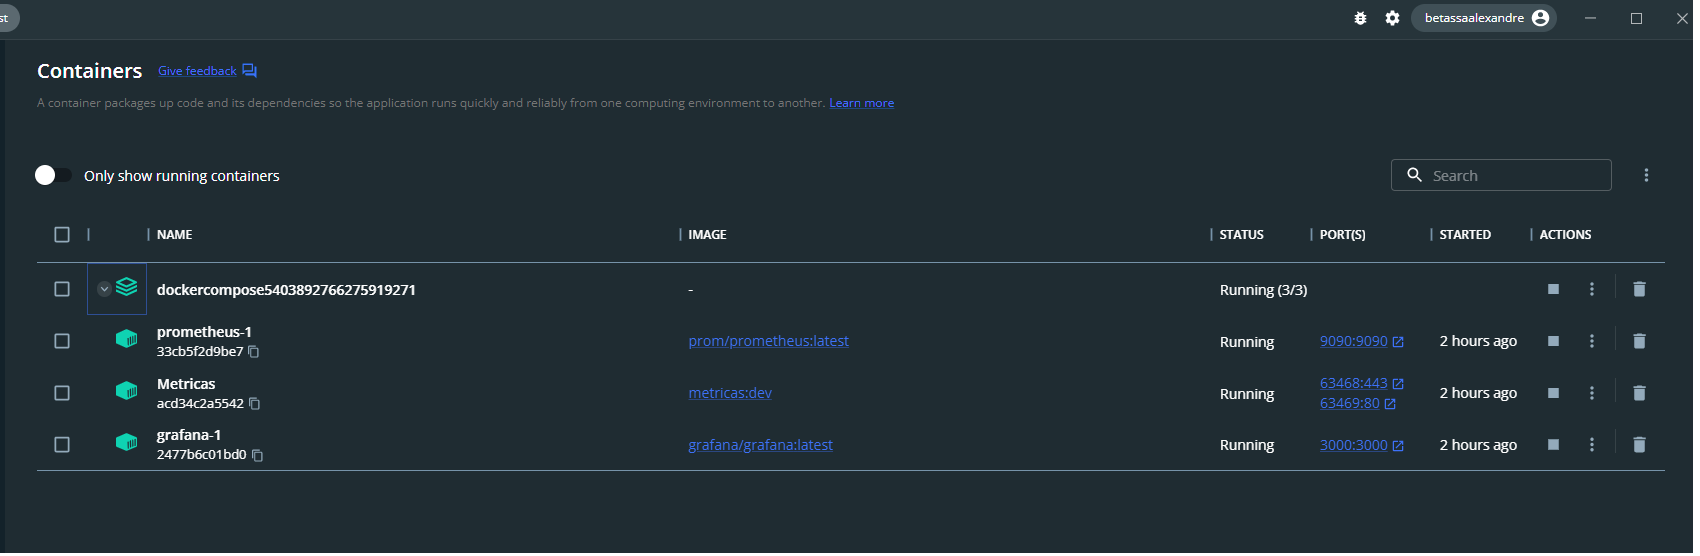 st
betassaalexandre
Containers Give feedback
A container packages up code and its dependencies so the application runs quickly and reliably from one computing environment to another. Learn more
Only show running containers
Search
NAME IMAGE STATUS PORT(S) STARTED ACTIONS
dockercompose5403892766275919271 - Running (3/3)
prometheus-1
33cb5f2d9be7
prom/prometheus:latest Running 9090:9090 2 hours ago
Metricas
acd34c2a5542
metricas:dev Running 63468:443 2 hours ago
63469:80
grafana-1
2477b6c01bd0
grafana/grafana:latest Running 3000:3000 2 hours ago